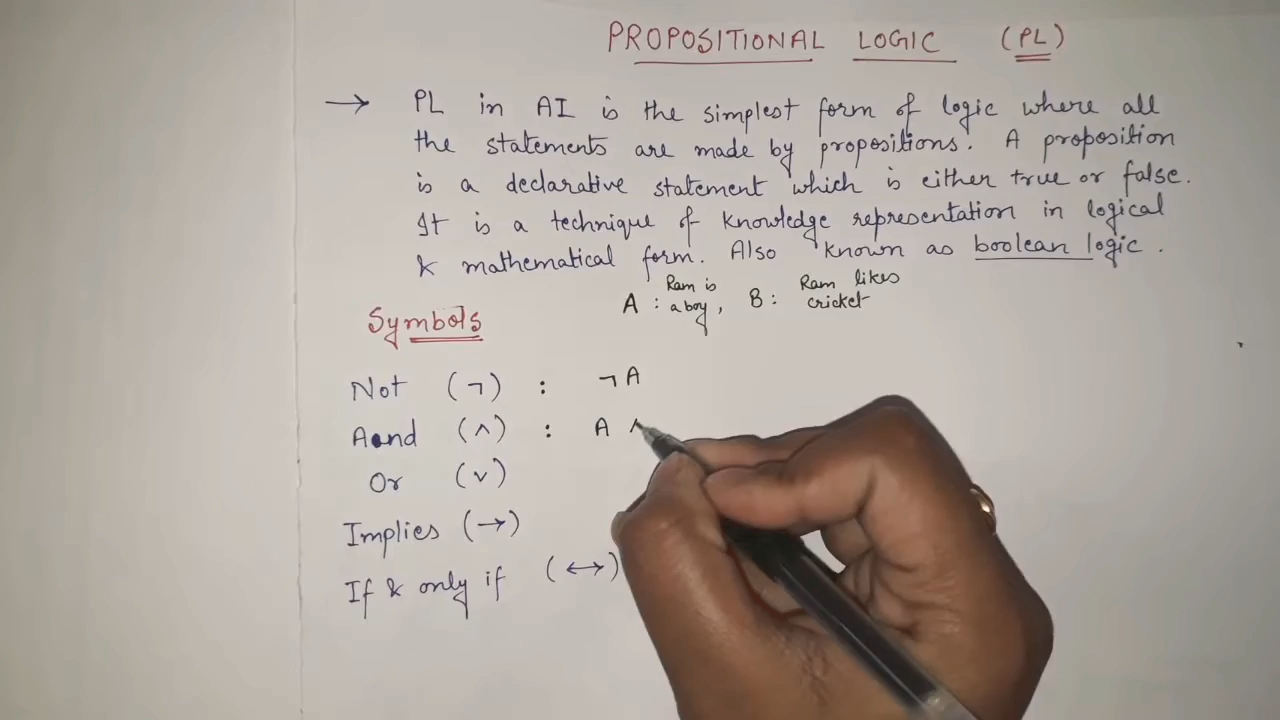 PROPOSITIONAL LOGIC (PL)
→ PL in AI is the simplest form of logic where all
the statements are made by propositions. A proposition
is a declarative statement which is either true or false.
It is a technique of knowledge representation in logical
& mathematical form. Also known as boolean logic.
A : Ram is a boy, B : Ram likes cricket
Symbols
Not (¬) : ¬A
And (∧) : A ∧
Or (∨)
Implies (→)
If & only if (↔)